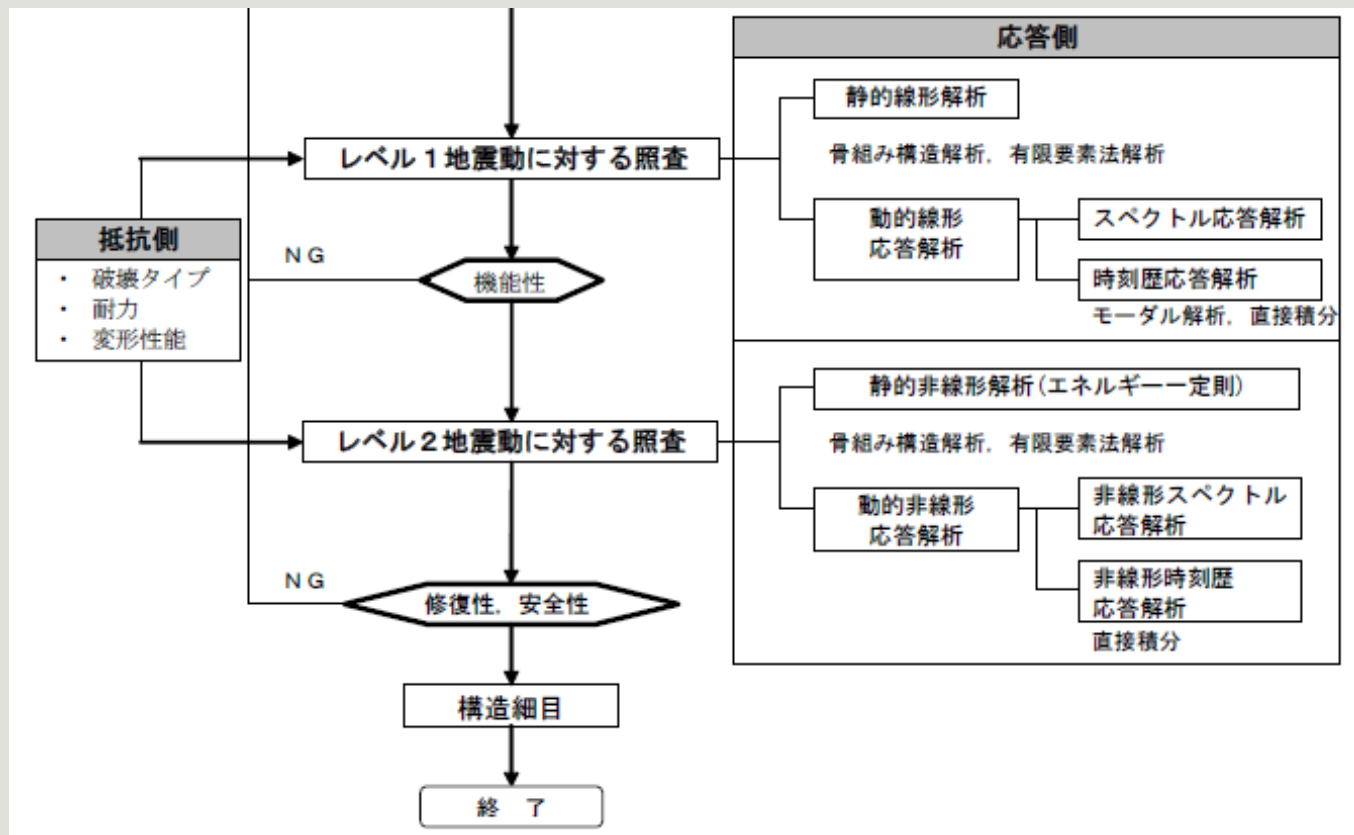 応答側
静的線形解析
レベル１地震動に対する照査
骨組み構造解析，有限要素法解析
動的線形
応答解析
スペクトル応答解析
時刻歴応答解析
モーダル解析，直接積分
抵抗側
・ 破壊タイプ
・ 耐力
・ 変形性能
ＮＧ
機能性
静的非線形解析(エネルギー一定則)
レベル２地震動に対する照査
骨組み構造解析，有限要素法解析
動的非線形
応答解析
非線形スペクトル
応答解析
非線形時刻歴
応答解析
直接積分
ＮＧ
修復性，安全性
構造細目
終 了